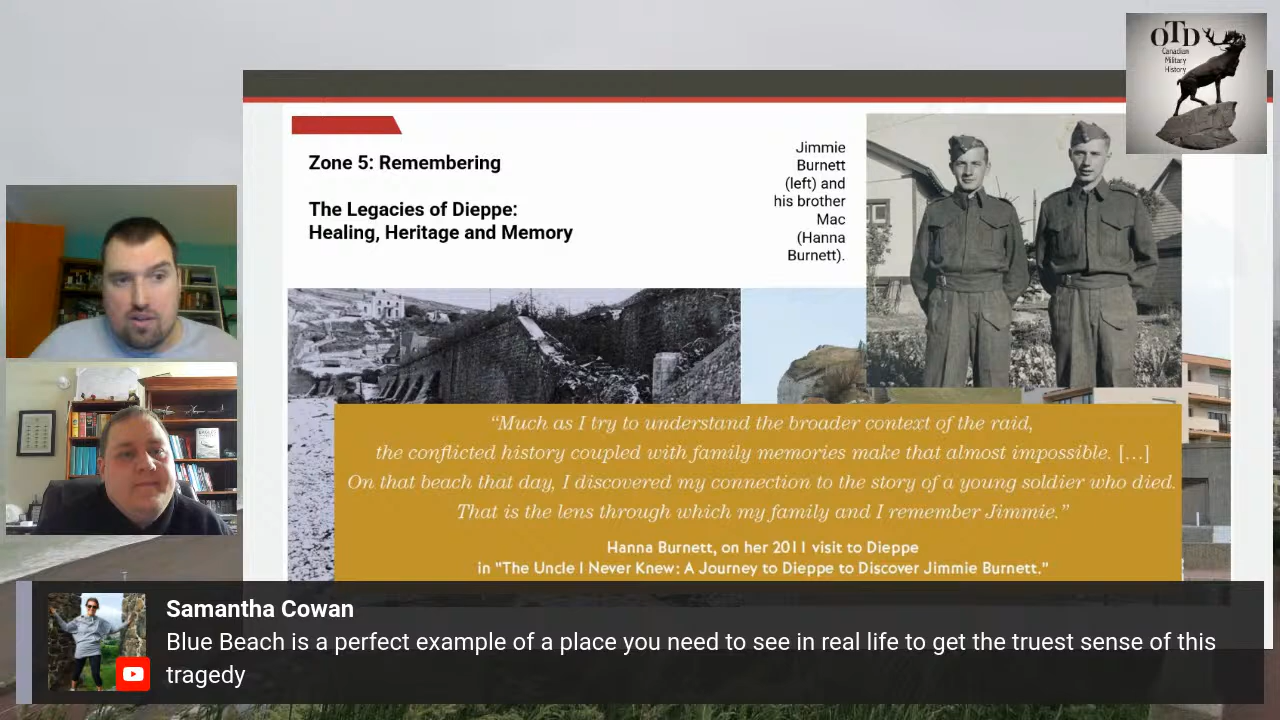 OTD
Canadian
Military
History
Zone 5: Remembering
The Legacies of Dieppe:
Healing, Heritage and Memory
Jimmie
Burnett
(left) and
his brother
Mac
(Hanna
Burnett).
“Much as I try to understand the broader context of the raid,
the conflicted history coupled with family memories make that almost impossible. […]
On that beach that day, I discovered my connection to the story of a young soldier who died.
That is the lens through which my family and I remember Jimmie.”
Hanna Burnett, on her 2011 visit to Dieppe
in "The Uncle I Never Knew: A Journey to Dieppe to Discover Jimmie Burnett."
Samantha Cowan
Blue Beach is a perfect example of a place you need to see in real life to get the truest sense of this
tragedy